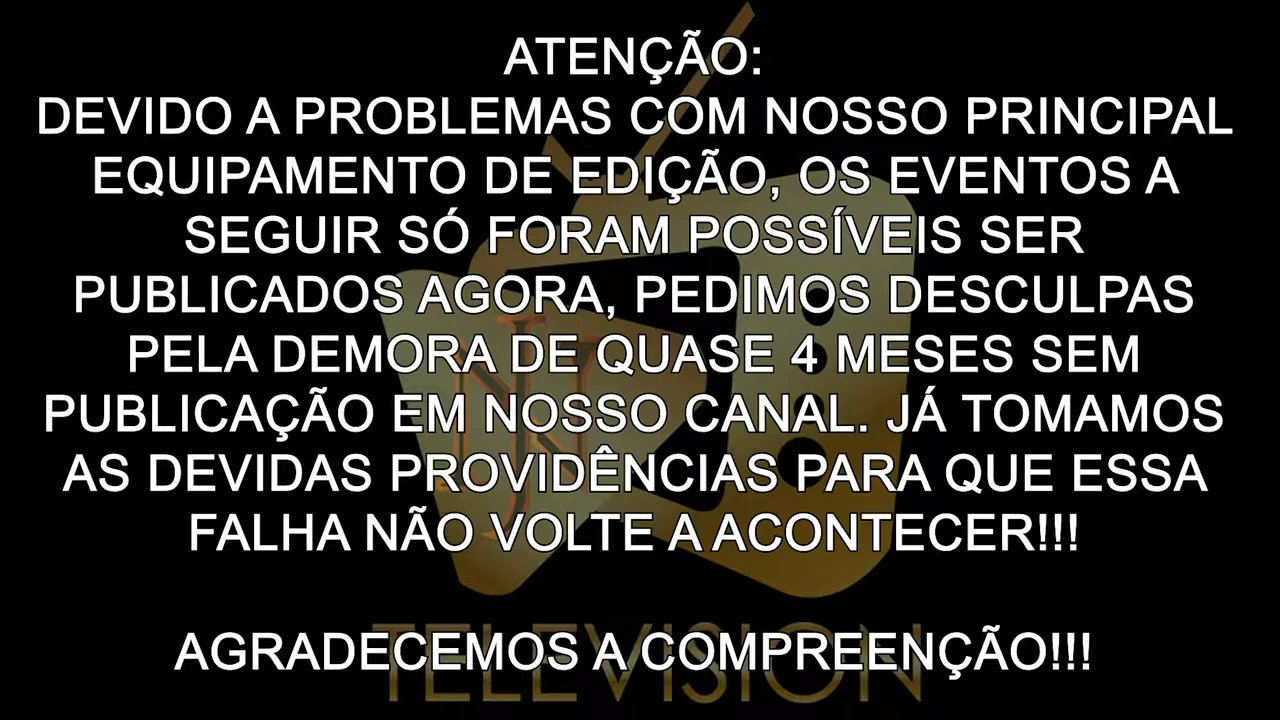 ATENÇÃO:
DEVIDO A PROBLEMAS COM NOSSO PRINCIPAL
EQUIPAMENTO DE EDIÇÃO, OS EVENTOS A
SEGUIR SÓ FORAM POSSÍVEIS SER
PUBLICADOS AGORA, PEDIMOS DESCULPAS
PELA DEMORA DE QUASE 4 MESES SEM
PUBLICAÇÃO EM NOSSO CANAL. JÁ TOMAMOS
AS DEVIDAS PROVIDÊNCIAS PARA QUE ESSA
FALHA NÃO VOLTE A ACONTECER!!!
AGRADECEMOS A COMPREENÇÃO!!!
TELEVISION